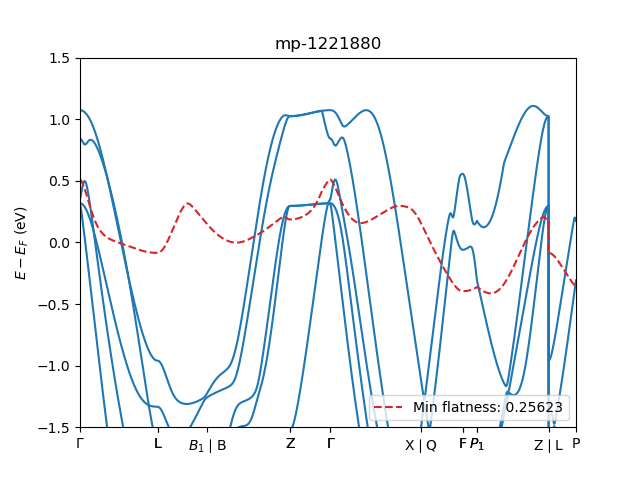 mp-1221880
E − E_F (eV)
1.5
1.0
0.5
0.0
−0.5
−1.0
−1.5
Min flatness: 0.25623
Γ L B₁ | B Z Γ X | Q F P₁ Z | L P